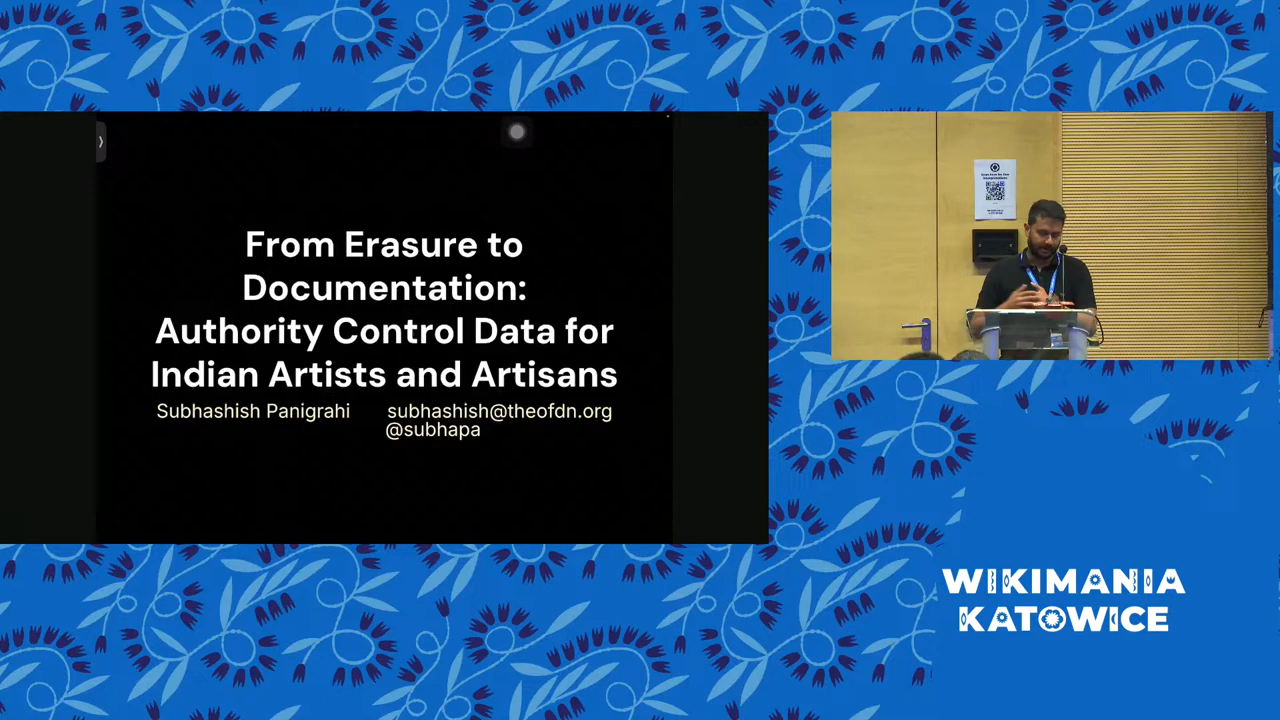 From Erasure to
Documentation:
Authority Control Data for
Indian Artists and Artisans
Subhashish Panigrahi subhashish@theofdn.org
@subhapa
WIKIMANIA
KATOWICE